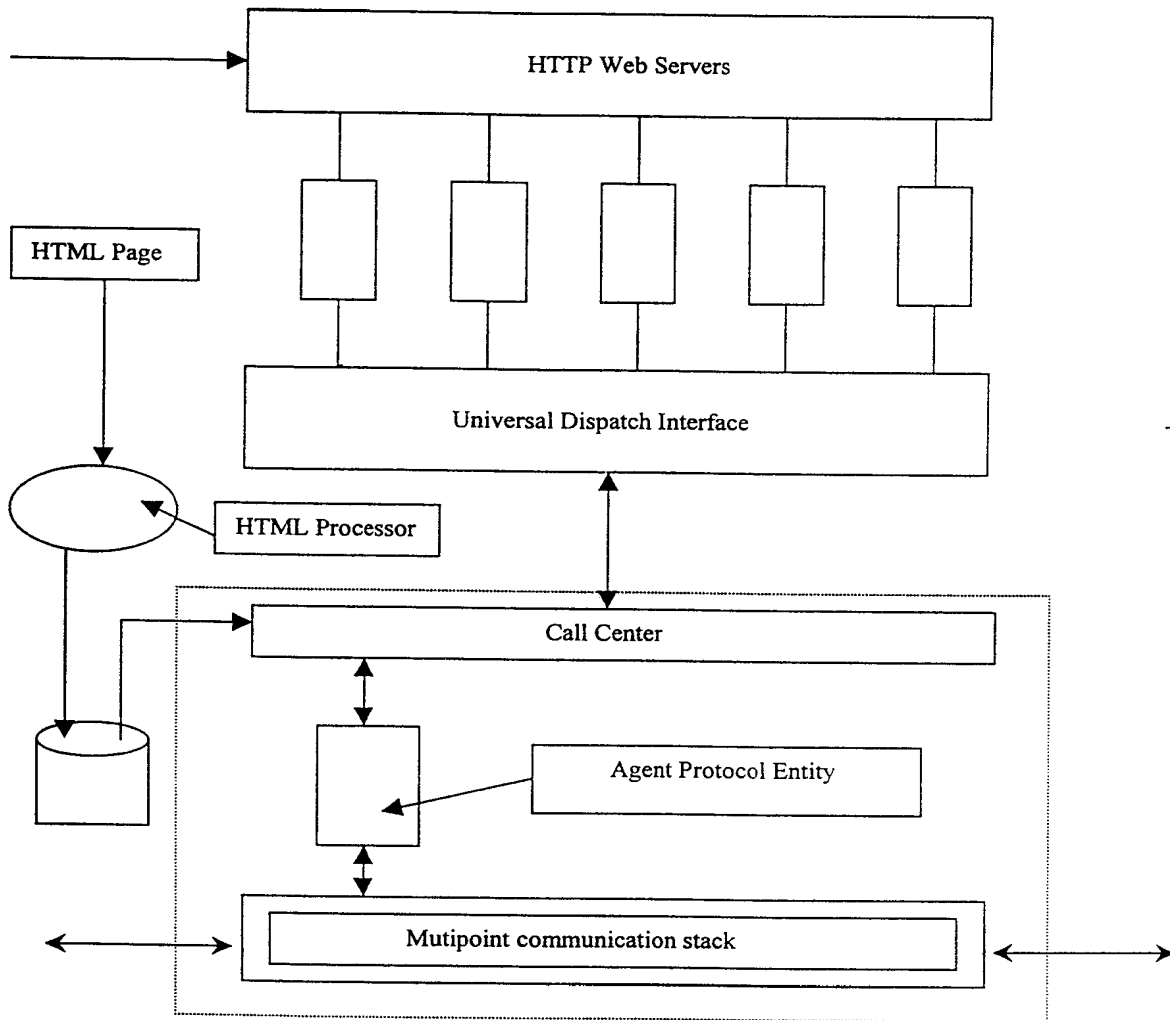 HTTP Web Servers
HTML Page
Universal Dispatch Interface
HTML Processor
Call Center
Agent Protocol Entity
Mutipoint communication stack